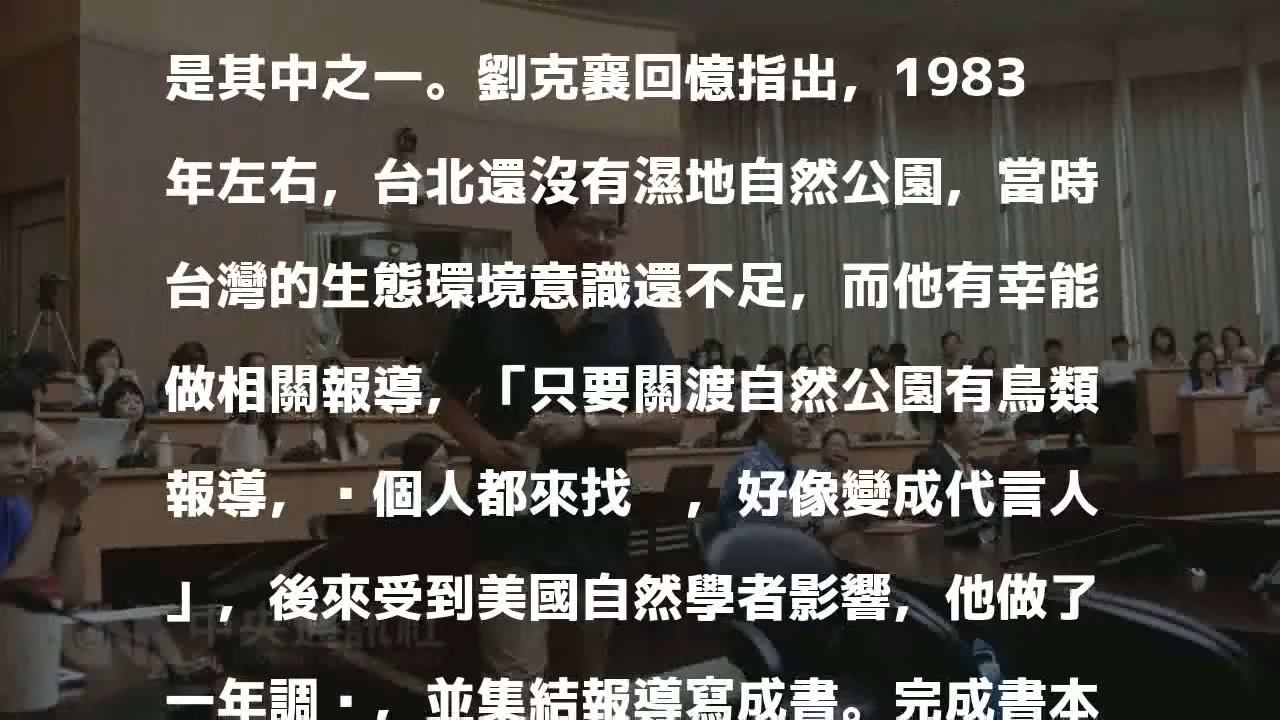 是其中之一。劉克襄回憶指出，1983
年左右，台北還沒有濕地自然公園，當時
台灣的生態環境意識還不足，而他有幸能
做相關報導，「只要關渡自然公園有鳥類
報導，·個人都來找　，好像變成代言人
」，後來受到美國自然學者影響，他做了
一年調·，並集結報導寫成書。完成書本
中央通訊社